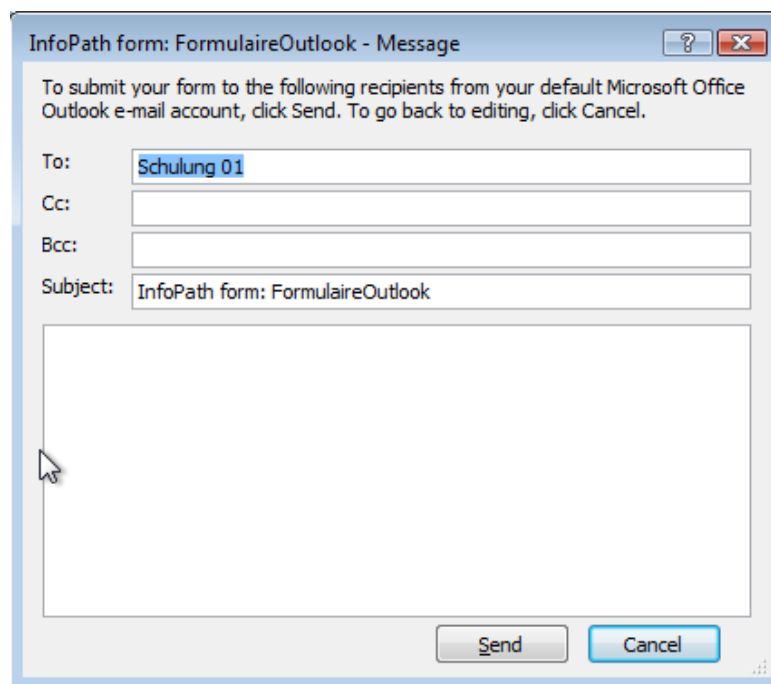 InfoPath form: FormulaireOutlook - Message
To submit your form to the following recipients from your default Microsoft Office
Outlook e-mail account, click Send. To go back to editing, click Cancel.
To: Schulung 01
Cc:
Bcc:
Subject: InfoPath form: FormulaireOutlook
Send Cancel